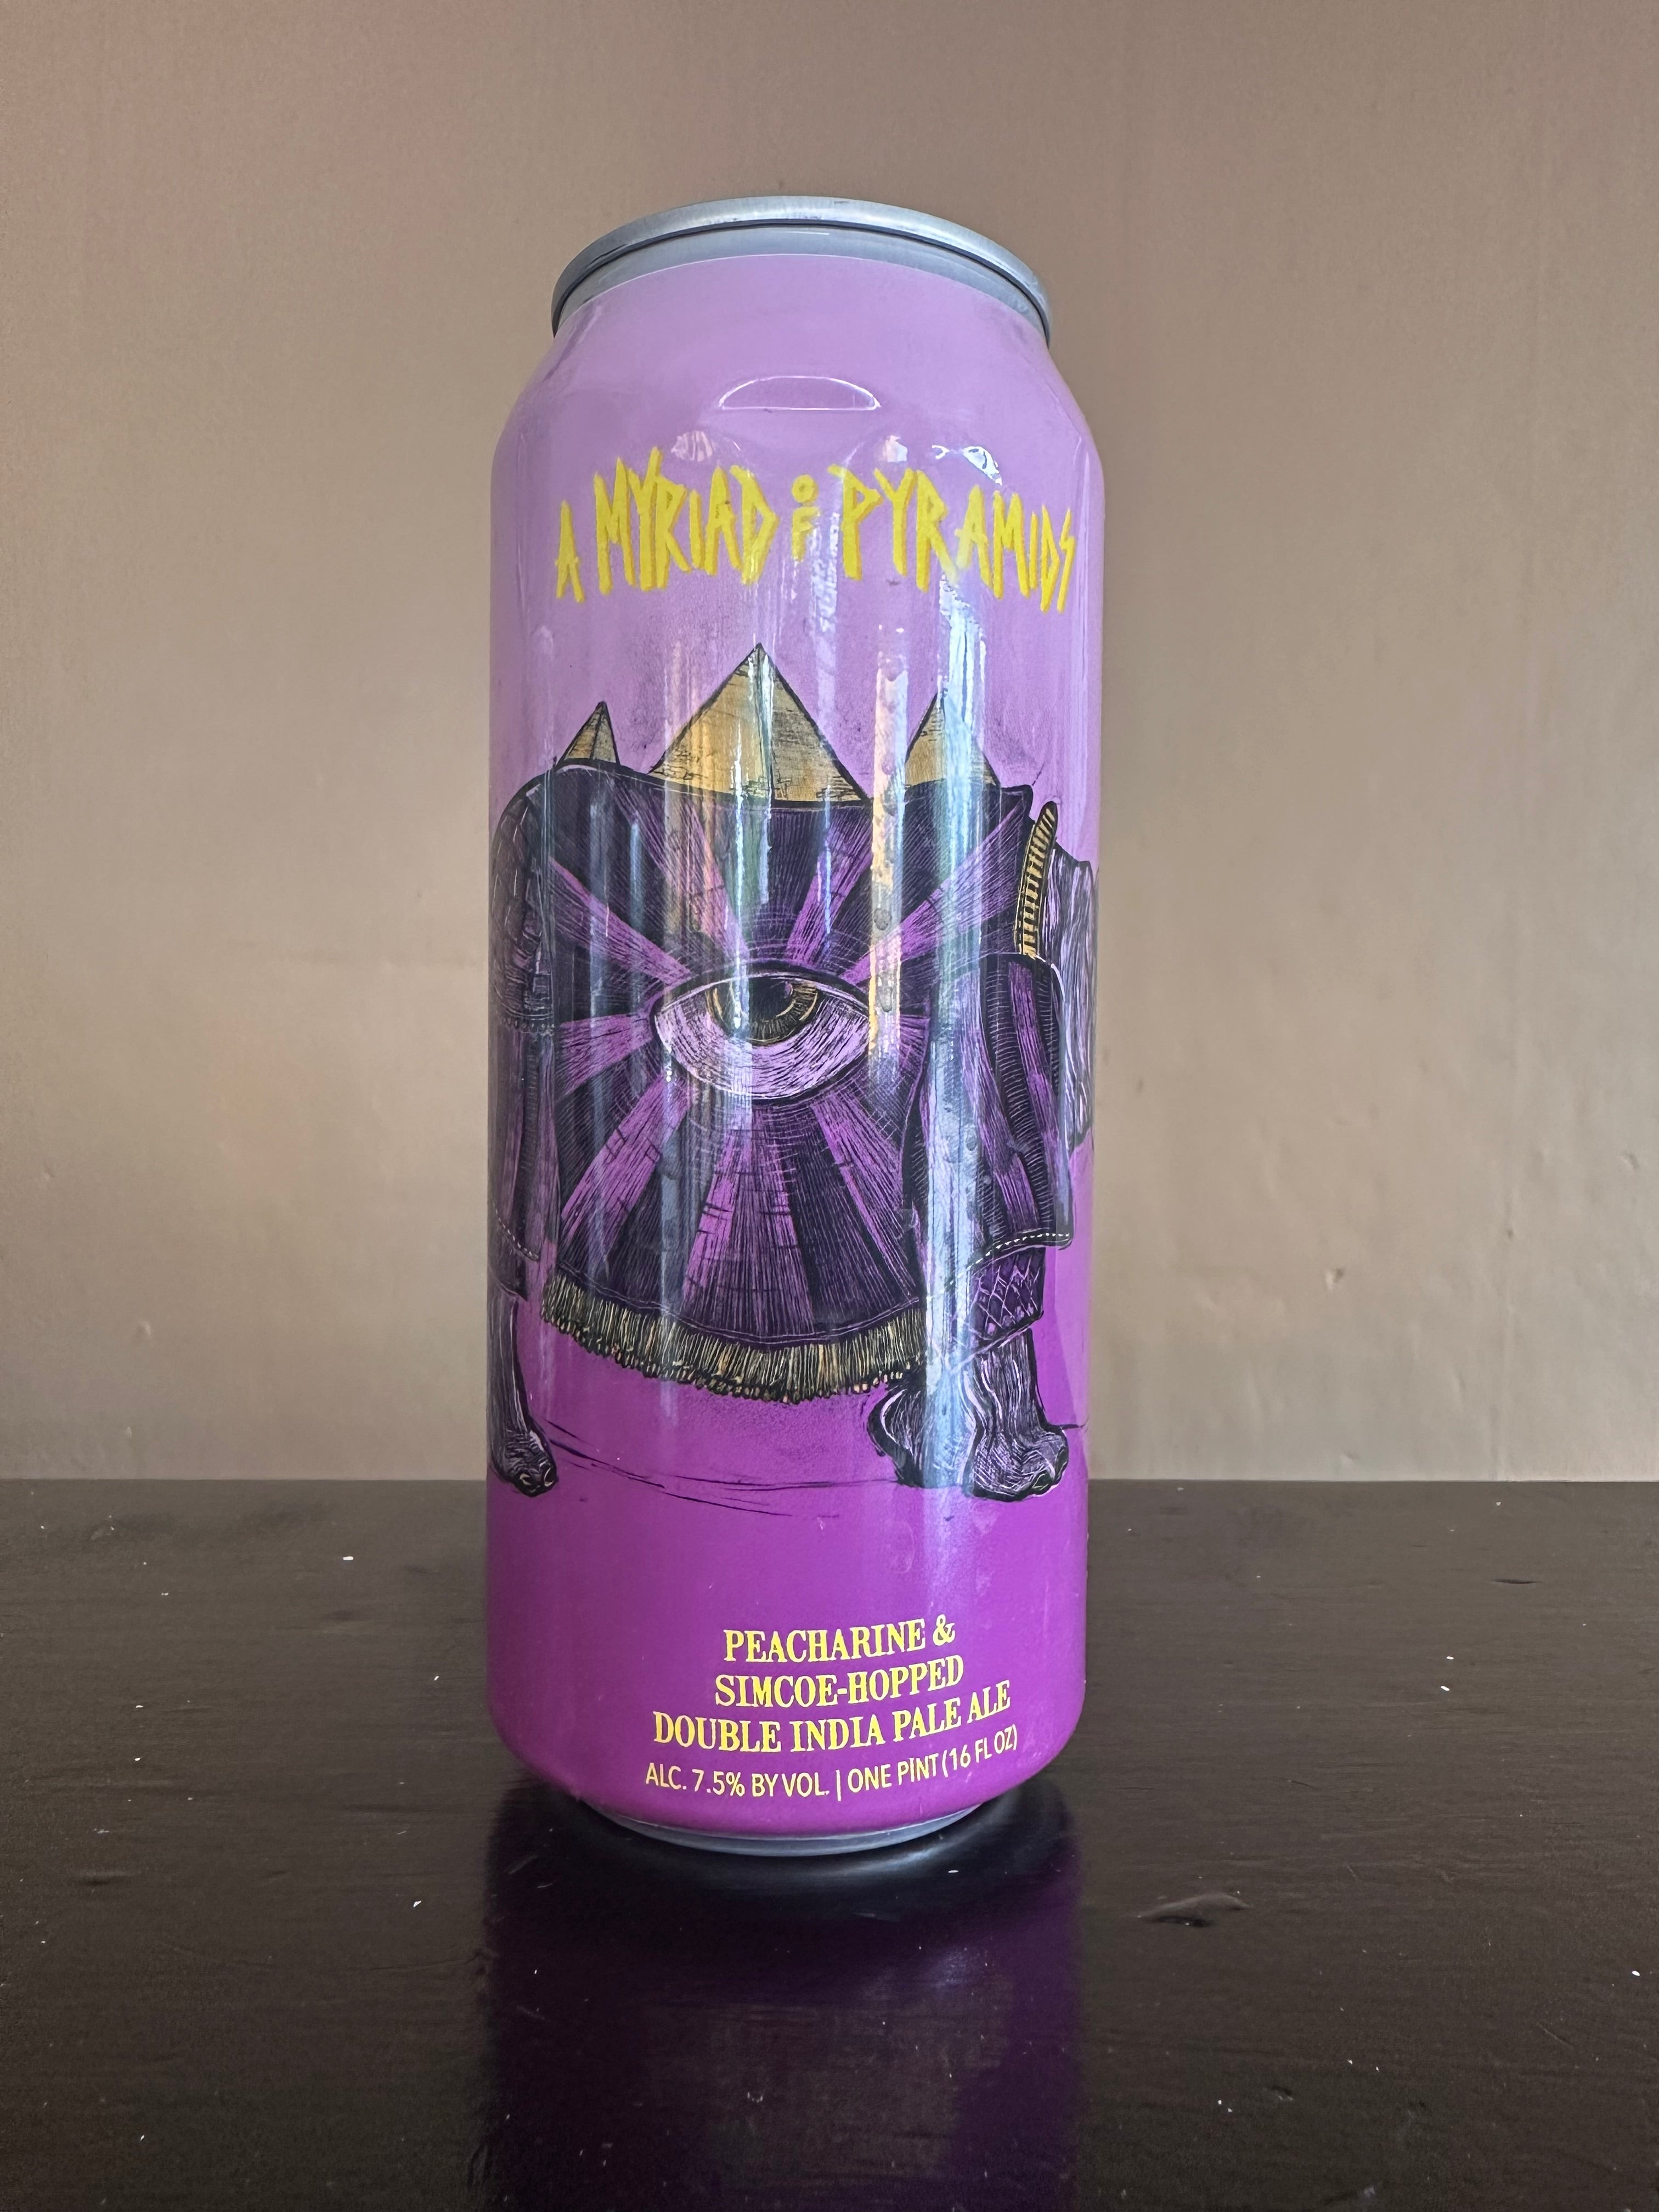 A MYRIAD OF PYRAMIDS
PEACHARINE &
SIMCOE-HOPPED
DOUBLE INDIA PALE ALE
ALC. 7.5% BY VOL. | ONE PINT (16 FL OZ)